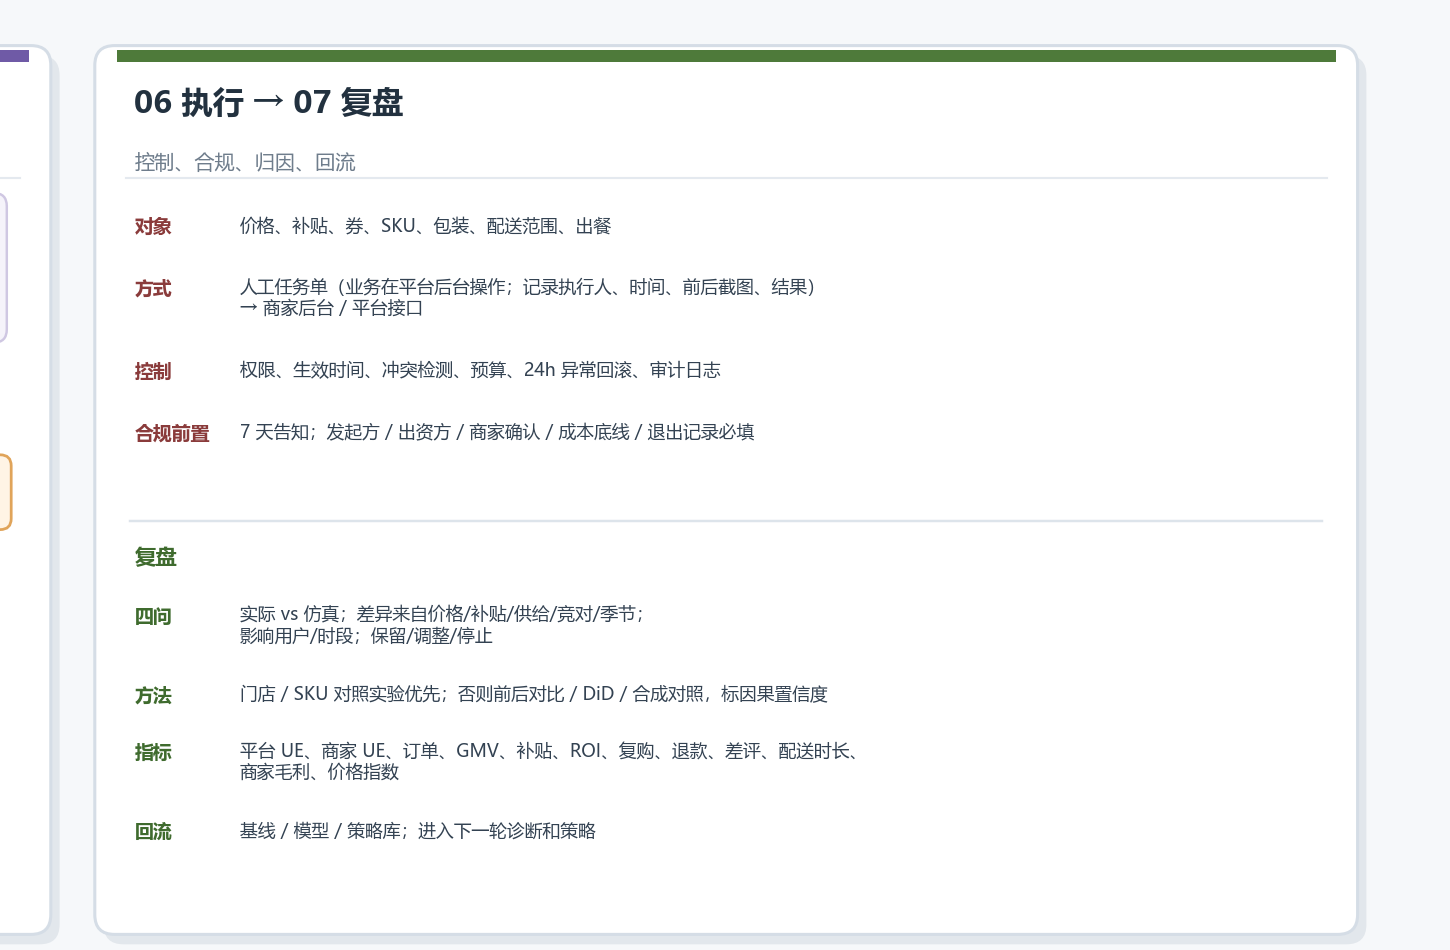 06 执行 → 07 复盘
控制、合规、归因、回流
对象 价格、补贴、券、SKU、包装、配送范围、出餐
方式 人工任务单（业务在平台后台操作；记录执行人、时间、前后截图、结果）
→ 商家后台 / 平台接口
控制 权限、生效时间、冲突检测、预算、24h 异常回滚、审计日志
合规前置 7 天告知；发起方 / 出资方 / 商家确认 / 成本底线 / 退出记录必填
复盘
四问 实际 vs 仿真；差异来自价格/补贴/供给/竞对/季节；
影响用户/时段；保留/调整/停止
方法 门店 / SKU 对照实验优先；否则前后对比 / DiD / 合成对照，标因果置信度
指标 平台 UE、商家 UE、订单、GMV、补贴、ROI、复购、退款、差评、配送时长、
商家毛利、价格指数
回流 基线 / 模型 / 策略库；进入下一轮诊断和策略